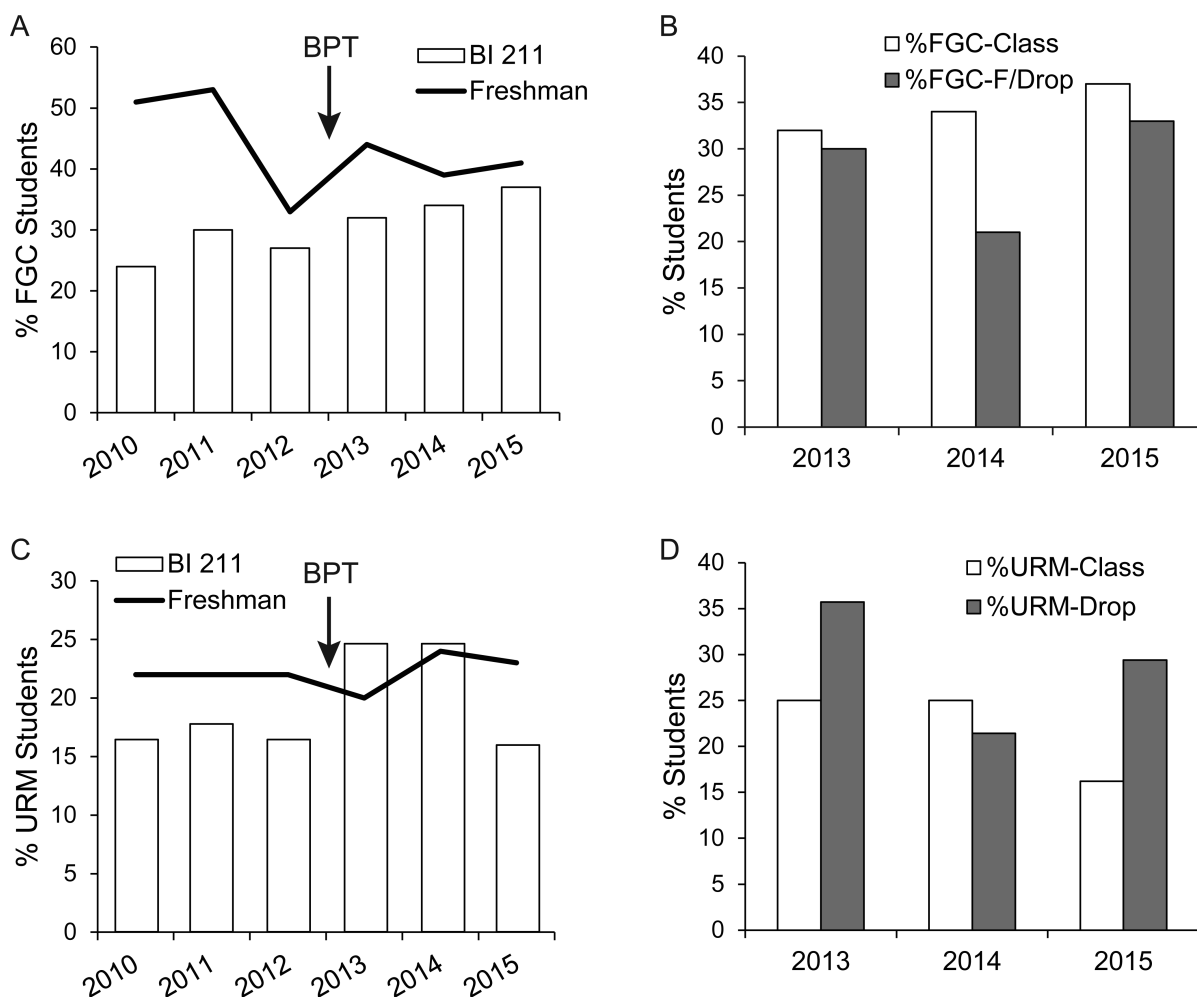 A
BPT
BI 211
Freshman
% FGC Students
60
50
40
30
20
10
0
2010 2011 2012 2013 2014 2015
B
%FGC-Class
%FGC-F/Drop
% Students
40
35
30
25
20
15
10
5
0
2013 2014 2015
C
BI 211
Freshman
BPT
% URM Students
30
25
20
15
10
5
0
2010 2011 2012 2013 2014 2015
D
%URM-Class
%URM-Drop
% Students
40
35
30
25
20
15
10
5
0
2013 2014 2015